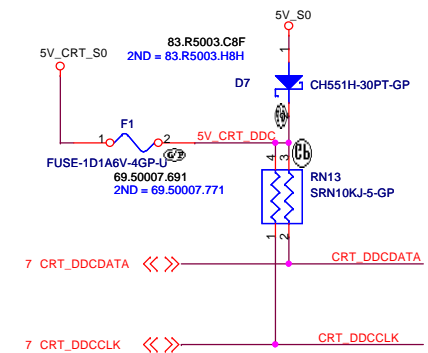 5V_S0
83.R5003.C8F
2ND = 83.R5003.H8H
5V_CRT_S0
1
D7
CH551H-30PT-GP
F1
1
2
5V_CRT_DDC
FUSE-1D1A6V-4GP-U
69.50007.691
2ND = 69.50007.771
4
3
RN13
SRN10KJ-5-GP
1
2
7 CRT_DDCDATA
CRT_DDCDATA
7 CRT_DDCCLK
CRT_DDCCLK